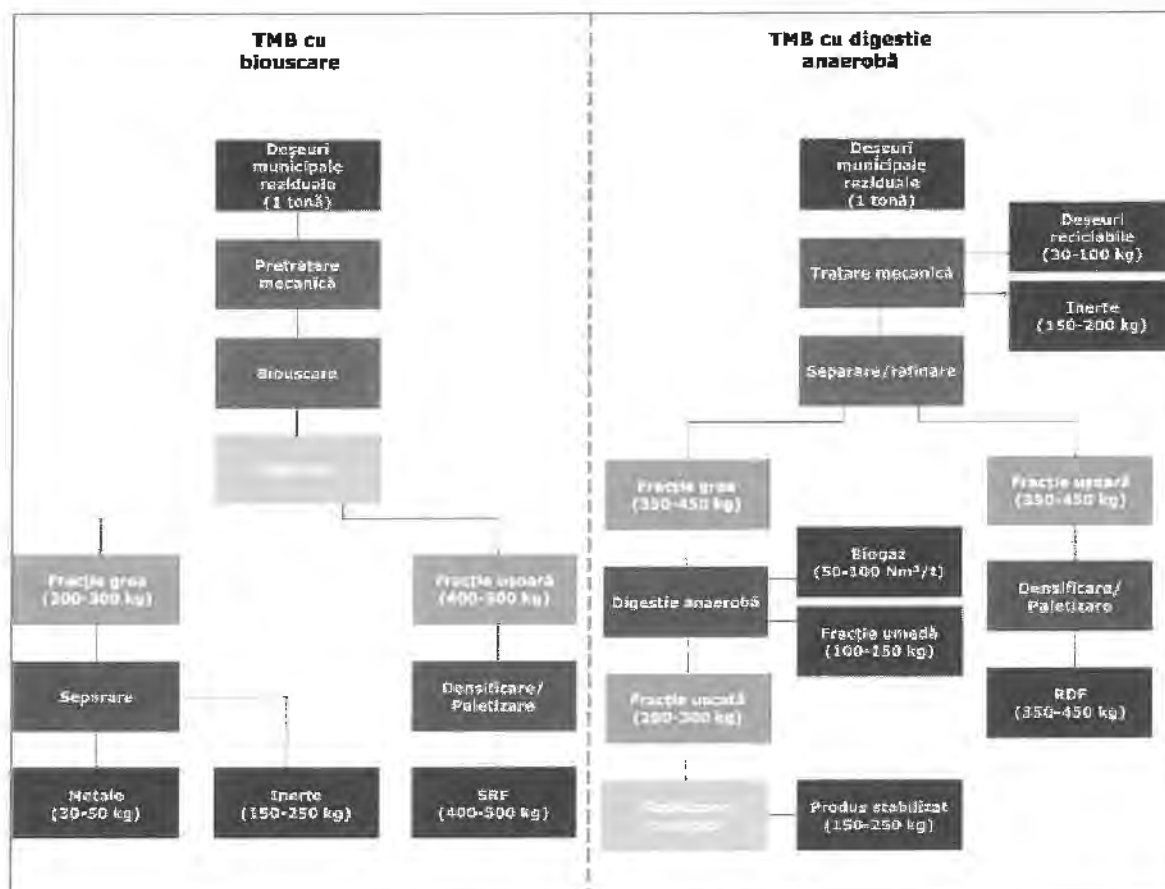 TMB cu
biouscare
Deșeuri
municipale
reziduale
(1 tonă)
Pretratare
mecanică
Biouscare
Fracție grea
(200-300 kg)
Fracție ușoară
(400-500 kg)
Separare
Densificare/
Paletizare
Metale
Inerte
(150-250 kg)
SRF
(400-500 kg)
TMB cu digestie
anaerobă
Deșeuri
municipale
reziduale
(1 tonă)
Tratare mecanică
Deșeuri
reciclabile
(30-100 kg)
Inerte
(150-200 kg)
Separare/rafinare
Fracție grea
(350-450 kg)
Fracție ușoară
(350-450 kg)
Digestie anaerobă
Biogaz
(50-100 Nm³/t)
Fracție umedă
(100-150 kg)
Densificare/
Paletizare
Fracție uscată
(200-300 kg)
RDF
(350-450 kg)
Produs stabilizat
(150-250 kg)